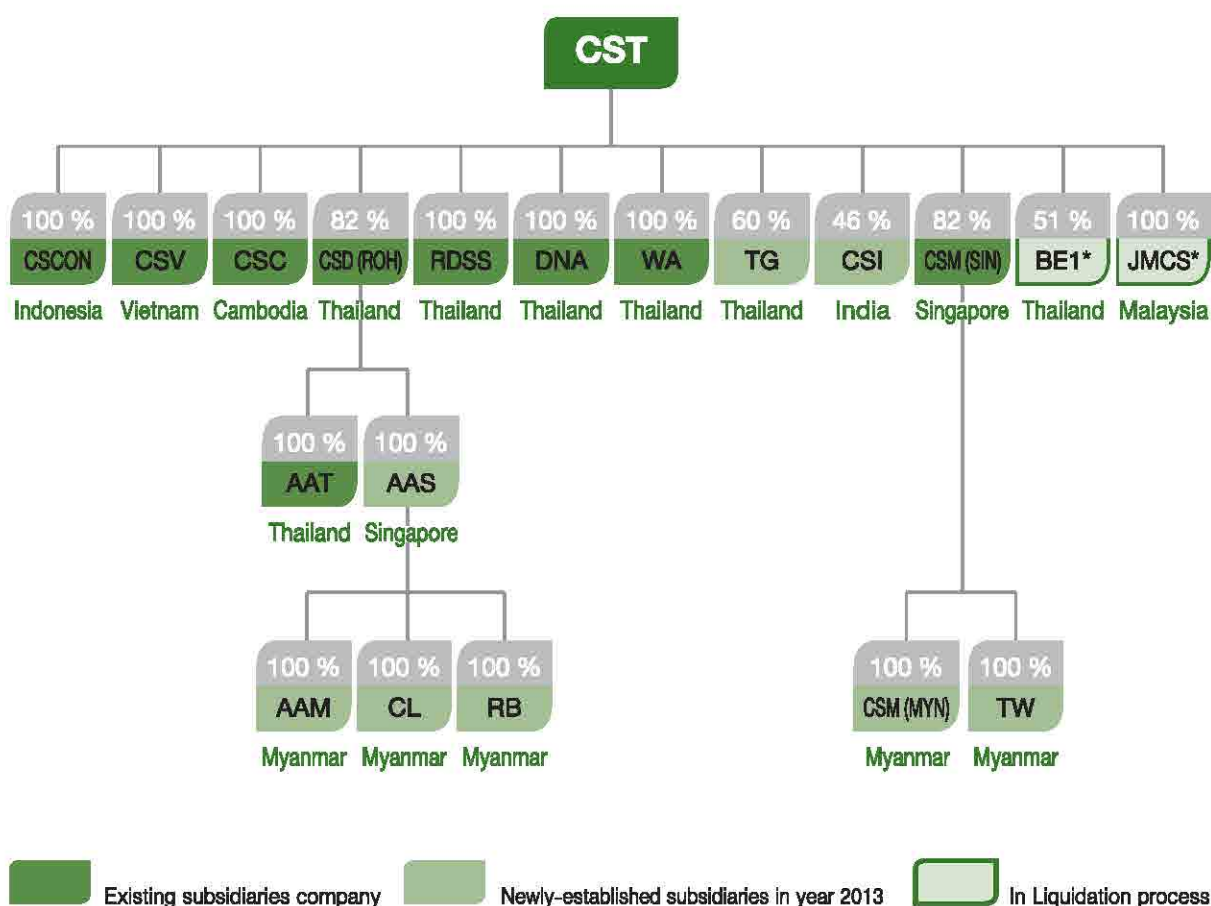 CST
100 % 100 % 100 % 82 % 100 % 100 % 100 % 60 % 46 % 82 % 51 % 100 %
CSCON CSV CSC CSD (ROH) RDSS DNA WA TG CSI CSM (SIN) BE1* JMCS*
Indonesia Vietnam Cambodia Thailand Thailand Thailand Thailand Thailand India Singapore Thailand Malaysia
100 % 100 %
AAT AAS
Thailand Singapore
100 % 100 % 100 % 100 % 100 %
AAM CL RB CSM (MYN) TW
Myanmar Myanmar Myanmar Myanmar Myanmar
Existing subsidiaries company Newly-established subsidiaries in year 2013 In Liquidation process